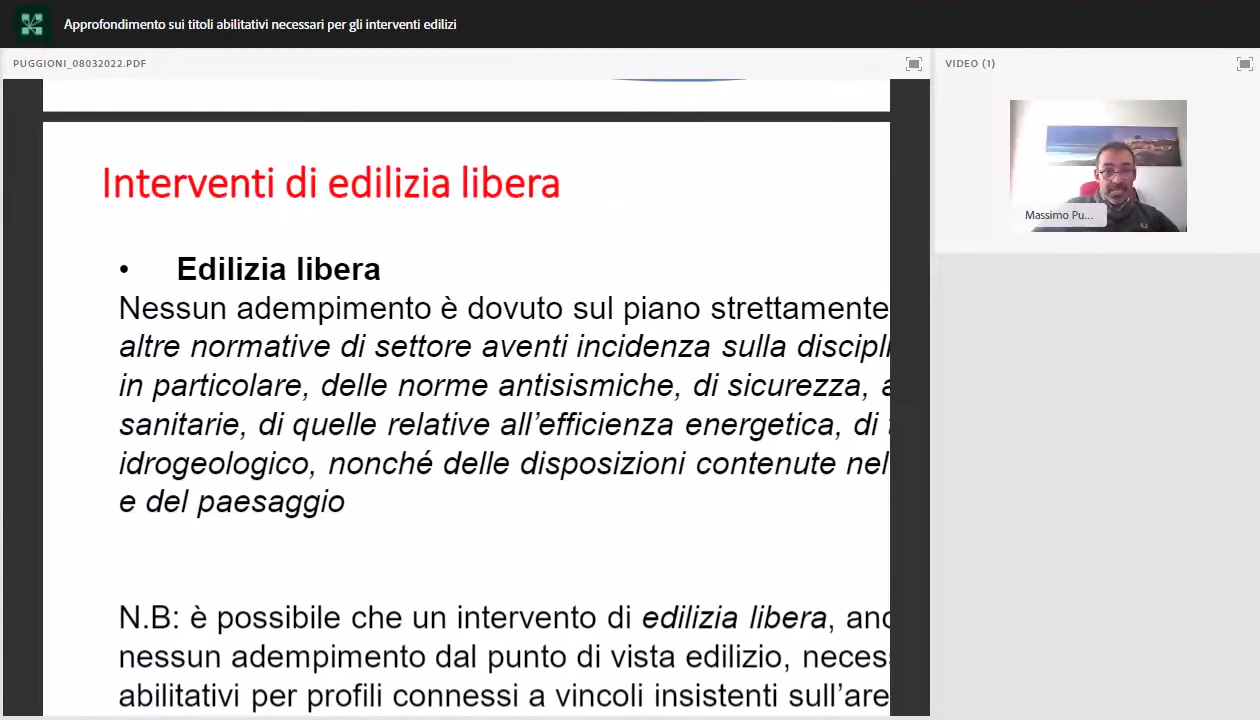 Approfondimento sui titoli abilitativi necessari per gli interventi edilizi
PUGGIONI_08032022.PDF
VIDEO (1)
Interventi di edilizia libera
• Edilizia libera
Nessun adempimento è dovuto sul piano strettamente
altre normative di settore aventi incidenza sulla discipli
in particolare, delle norme antisismiche, di sicurezza, a
sanitarie, di quelle relative all’efficienza energetica, di
idrogeologico, nonché delle disposizioni contenute nel
e del paesaggio
N.B: è possibile che un intervento di edilizia libera, anc
nessun adempimento dal punto di vista edilizio, neces
abilitativi per profili connessi a vincoli insistenti sull’are
Massimo Pu...